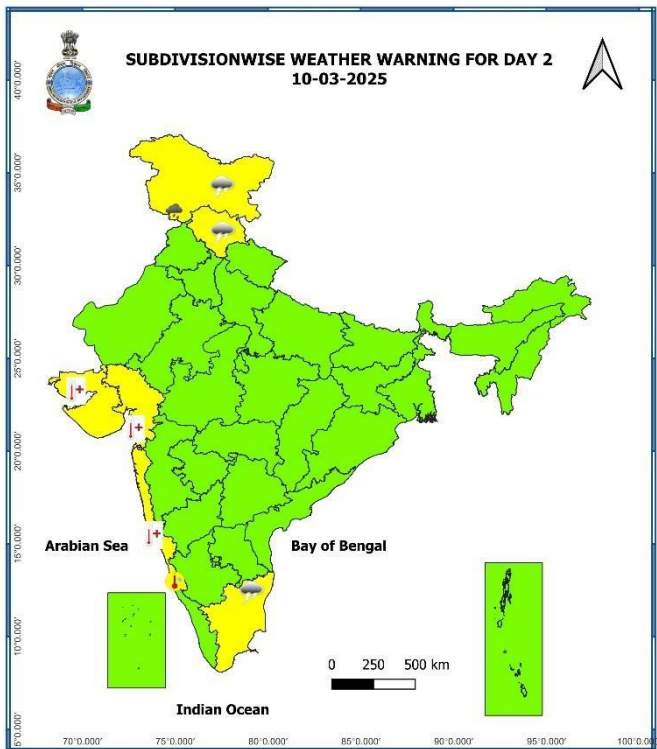 SUBDIVISIONWISE WEATHER WARNING FOR DAY 2
10-03-2025
40°0.000'
35°0.000'
30°0.000'
25°0.000'
20°0.000'
15°0.000'
10°0.000'
5°0.000'
Arabian Sea
Bay of Bengal
0 250 500 km
Indian Ocean
70°0.000' 75°0.000' 80°0.000' 85°0.000' 90°0.000' 95°0.000' 100°0.000'